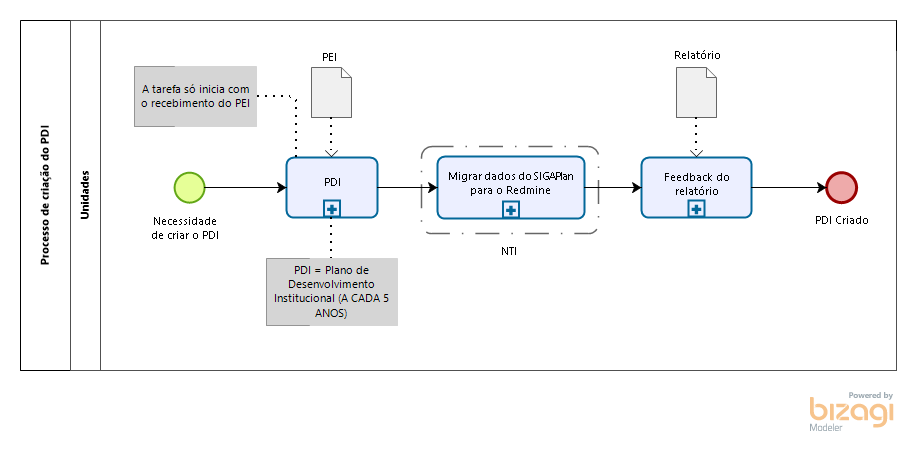 Processo de criação do PDI
Unidades
A tarefa só inicia com
o recebimento do PEI
PEI
Relatório
Necessidade
de criar o PDI
PDI
Migrar dados do SIGAPlan
para o Redmine
NTI
Feedback do
relatório
PDI Criado
PDI = Plano de
Desenvolvimento
Institucional (A CADA 5
ANOS)
Powered by
bizagi
Modeler